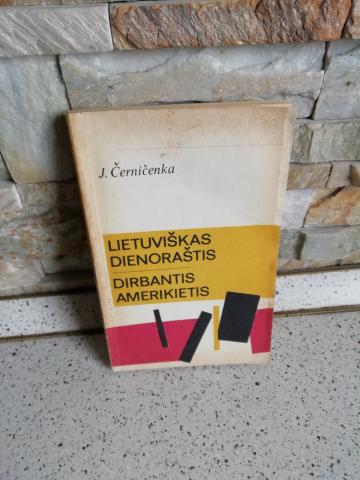 J. Černičenka
LIETUVIŠKAS
DIENORAŠTIS
DIRBANTIS
AMERIKIETIS